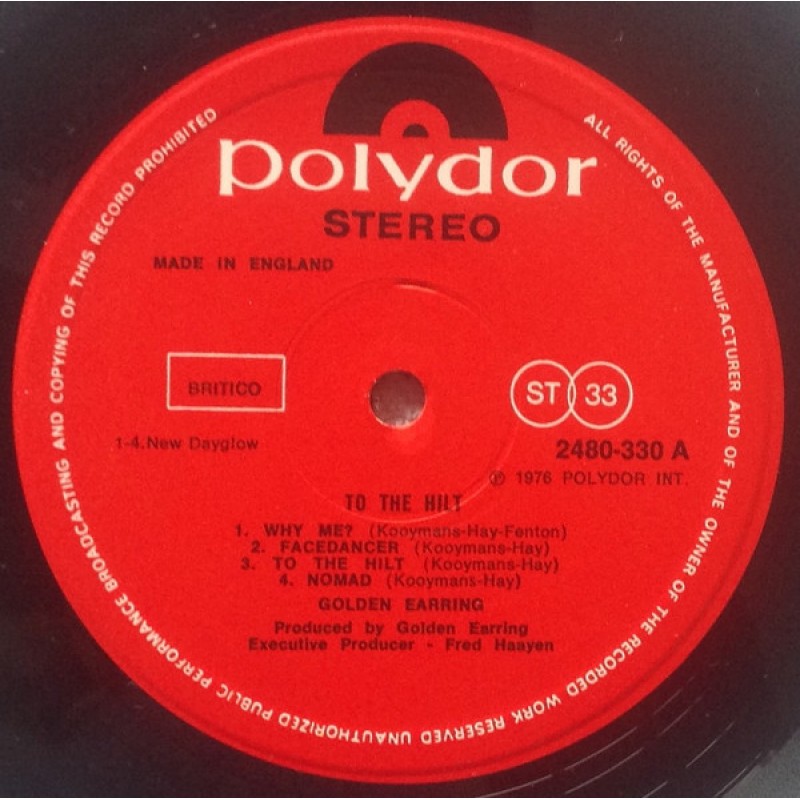 polydor
STEREO
MADE IN ENGLAND
BRITICO
ST 33
1-4.New Dayglow
2480-330 A
℗ 1976 POLYDOR INT.
TO THE HILT
1. WHY ME? (Kooymans-Hay-Fenton)
2. FACEDANCER (Kooymans-Hay)
3. TO THE HILT (Kooymans-Hay)
4. NOMAD (Kooymans-Hay)
GOLDEN EARRING
Produced by Golden Earring
Executive Producer - Fred Haayen
ALL RIGHTS OF THE MANUFACTURER AND OF THE OWNER OF THE RECORDED WORK RESERVED UNAUTHORIZED PUBLIC PERFORMANCE BROADCASTING AND COPYING OF THIS RECORD PROHIBITED